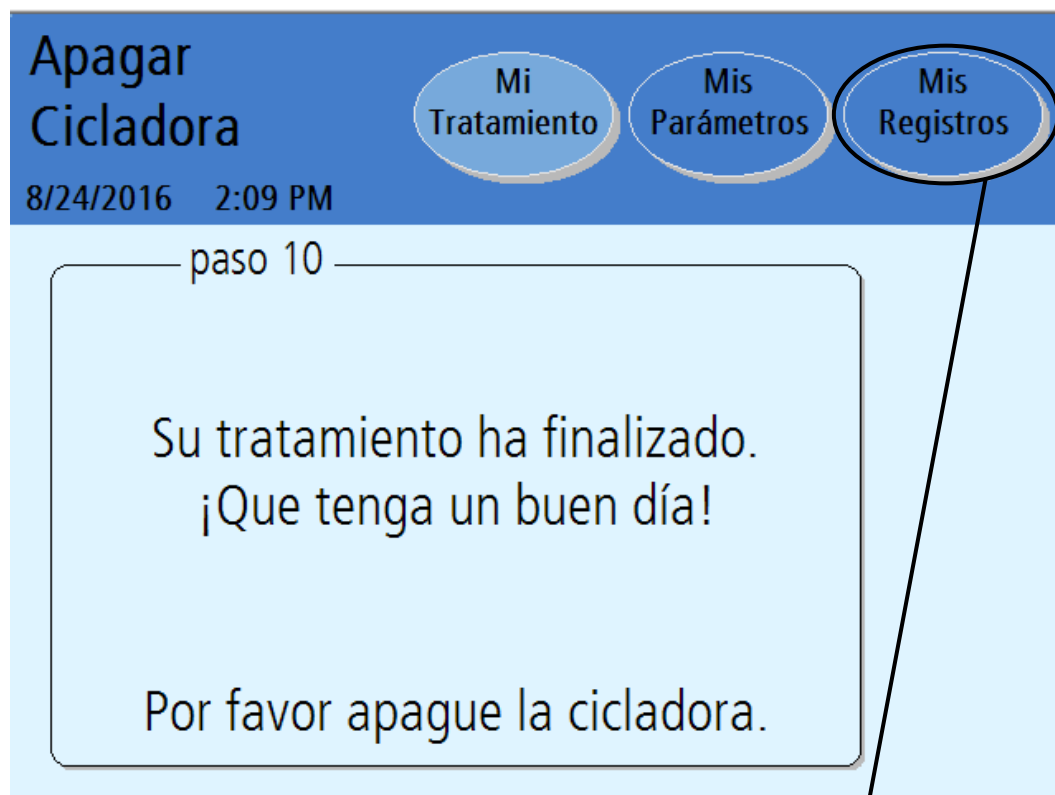 Apagar
Cicladora
Mi
Tratamiento
Mis
Parámetros
Mis
Registros
8/24/2016 2:09 PM
paso 10
Su tratamiento ha finalizado.
¡Que tenga un buen día!
Por favor apague la cicladora.